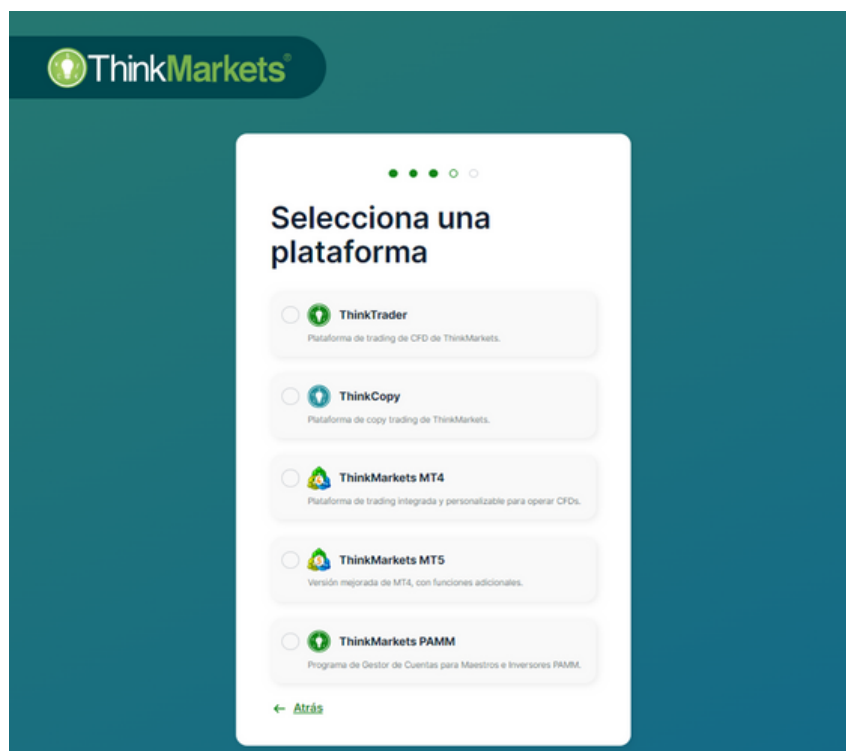 ThinkMarkets®
Selecciona una
plataforma
ThinkTrader
Plataforma de trading de CFD de ThinkMarkets.
ThinkCopy
Plataforma de copy trading de ThinkMarkets.
ThinkMarkets MT4
Plataforma de trading integrada y personalizable para operar CFDs.
ThinkMarkets MT5
Versión mejorada de MT4, con funciones adicionales.
ThinkMarkets PAMM
Programa de Gestor de Cuentas para Maestros e Inversores PAMM.
← Atrás